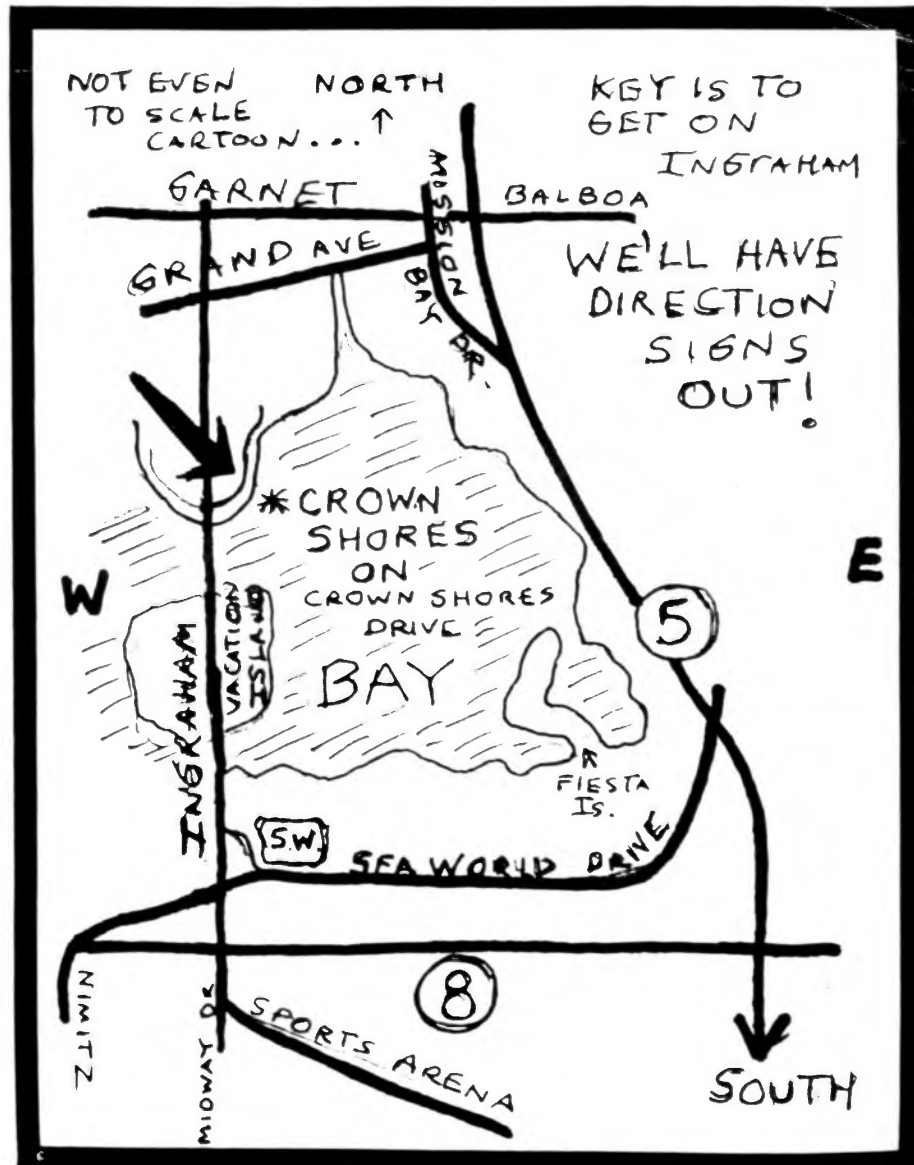 NOT EVEN
TO SCALE
CARTOON...
NORTH
KEY IS TO
GET ON
INGRAHAM
GARNET
MISSION
BAY
DR.
BALBOA
GRAND AVE
WE'LL HAVE
DIRECTION
SIGNS
OUT!
* CROWN
SHORES
ON
CROWN SHORES
DRIVE
BAY
W
E
5
INGRAHAM
VACATION
ISLAND
FIESTA
IS.
S.W.
SEA WORLD DRIVE
8
NIMITZ
MIDWAY DR
SPORTS ARENA
SOUTH